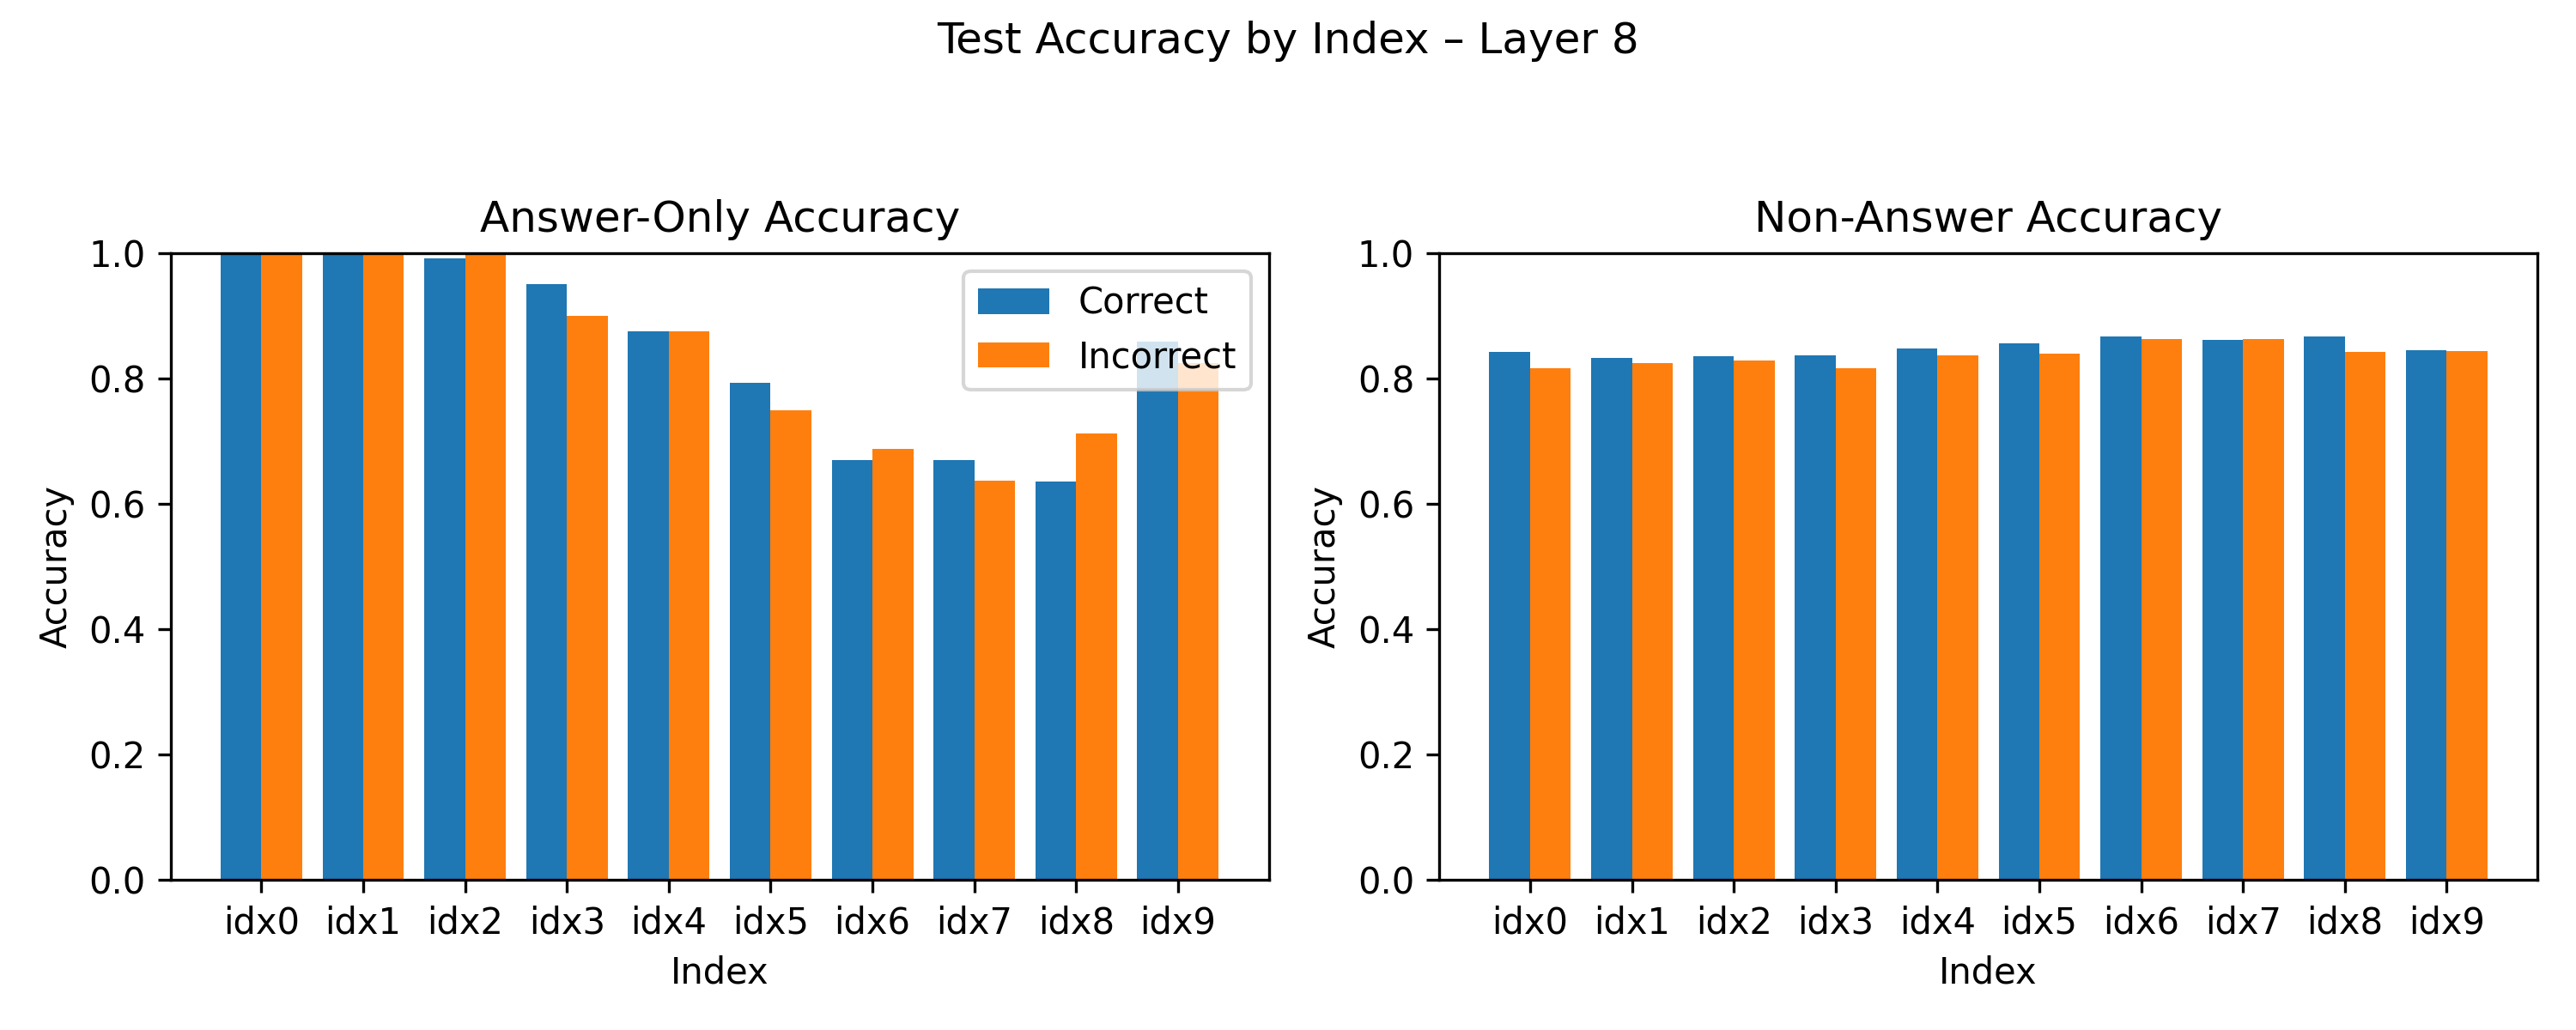 Test Accuracy by Index – Layer 8
Answer-Only Accuracy
1.0
0.8
0.6
0.4
0.2
0.0
Accuracy
Correct
Incorrect
idx0 idx1 idx2 idx3 idx4 idx5 idx6 idx7 idx8 idx9
Index
Non-Answer Accuracy
1.0
0.8
0.6
0.4
0.2
0.0
Accuracy
idx0 idx1 idx2 idx3 idx4 idx5 idx6 idx7 idx8 idx9
Index